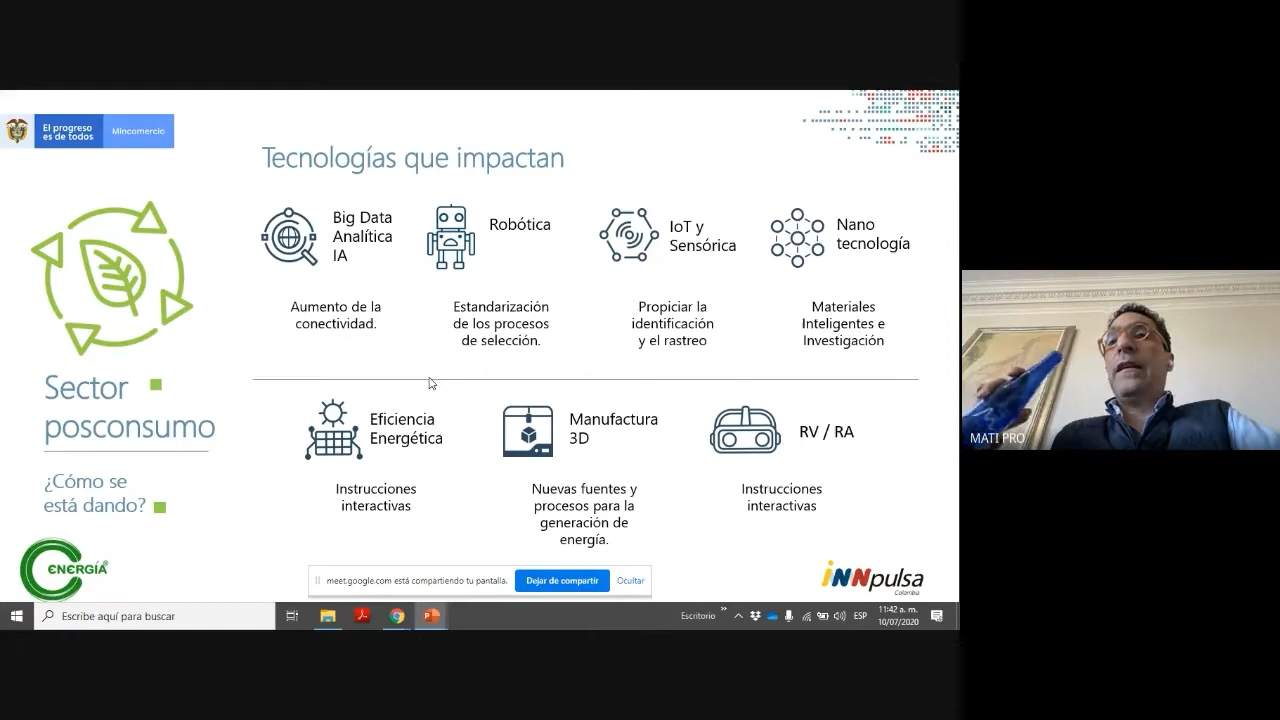 El progreso
es de todos
Mincomercio
Tecnologías que impactan
Big Data
Analítica
IA
Robótica
IoT y
Sensórica
Nano
tecnología
Aumento de la
conectividad.
Estandarización
de los procesos
de selección.
Propiciar la
identificación
y el rastreo
Materiales
Inteligentes e
Investigación
Sector
posconsumo
¿Cómo se
está dando?
Eficiencia
Energética
Manufactura
3D
RV / RA
Instrucciones
interactivas
Nuevas fuentes y
procesos para la
generación de
energía.
Instrucciones
interactivas
CENERGÍA®
meet.google.com está compartiendo tu pantalla.
Dejar de compartir
Ocultar
iNNpulsa
Colombia
Escribe aquí para buscar
Escritorio
ESP
11:42 a. m.
10/07/2020
MATI PRO